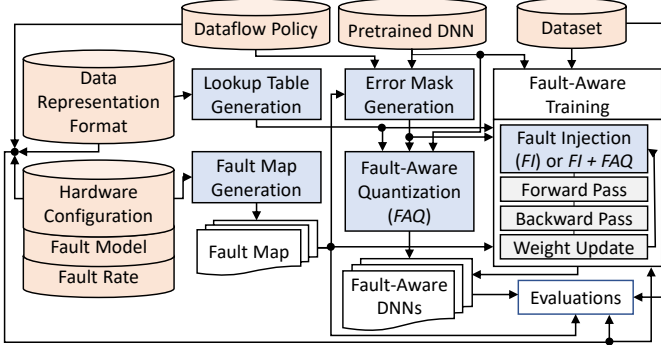 Dataflow Policy
Pretrained DNN
Dataset
Data
Representation
Format
Lookup Table
Generation
Error Mask
Generation
Fault-Aware
Training
Fault Injection
(FI) or FI + FAQ
Forward Pass
Backward Pass
Weight Update
Hardware
Configuration
Fault Model
Fault Rate
Fault Map
Generation
Fault Map
Fault-Aware
Quantization
(FAQ)
Fault-Aware
DNNs
Evaluations